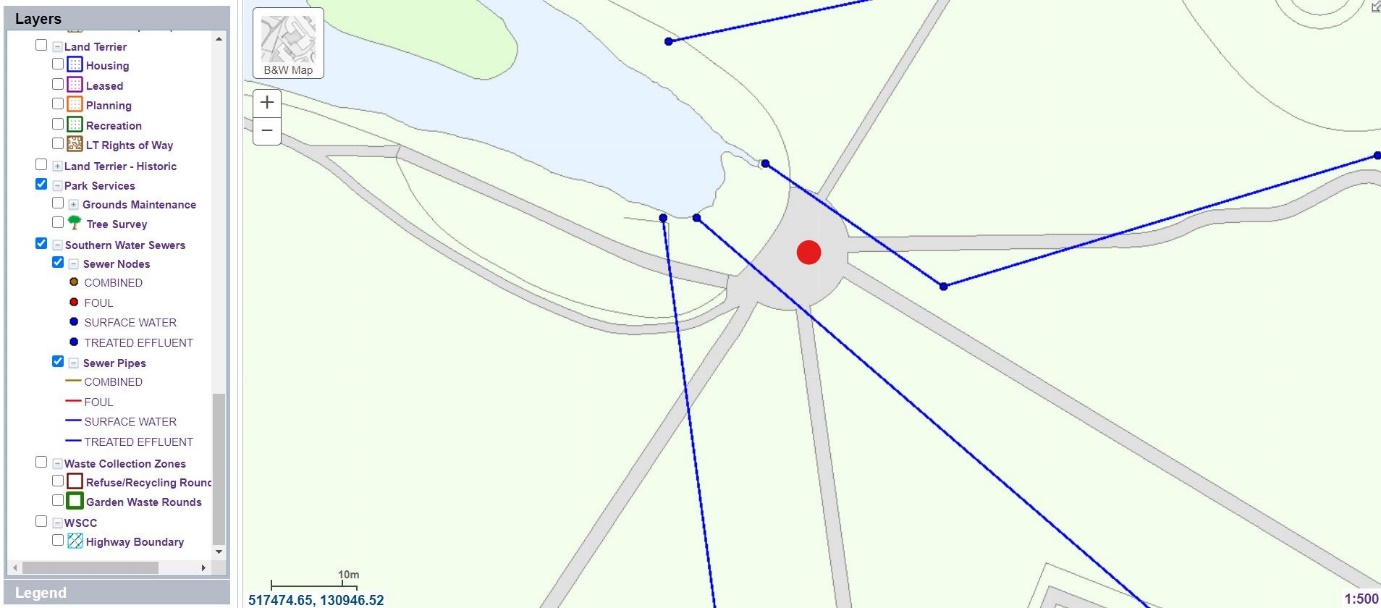 Layers
Land Terrier
Housing
Leased
Planning
Recreation
LT Rights of Way
Land Terrier - Historic
Park Services
Grounds Maintenance
Tree Survey
Southern Water Sewers
Sewer Nodes
COMBINED
FOUL
SURFACE WATER
TREATED EFFLUENT
Sewer Pipes
COMBINED
FOUL
SURFACE WATER
TREATED EFFLUENT
Waste Collection Zones
Refuse/Recycling Round
Garden Waste Rounds
WSCC
Highway Boundary
Legend
B&W Map
+
−
10m
517474.65, 130946.52
1:500